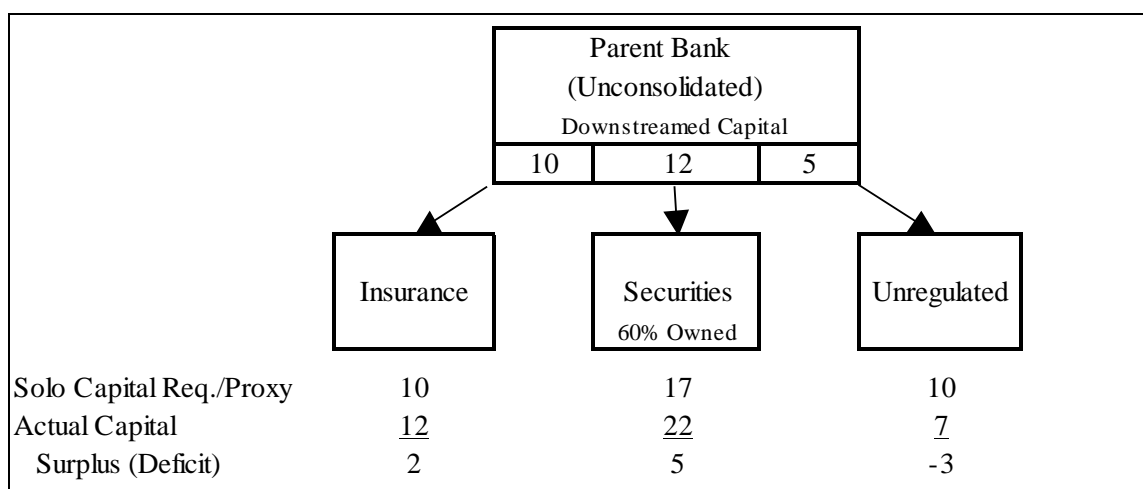 Parent Bank
(Unconsolidated)
Downstreamed Capital
10 12 5
Insurance Securities Unregulated
60% Owned
Solo Capital Req./Proxy 10 17 10
Actual Capital 12 22 7
Surplus (Deficit) 2 5 -3